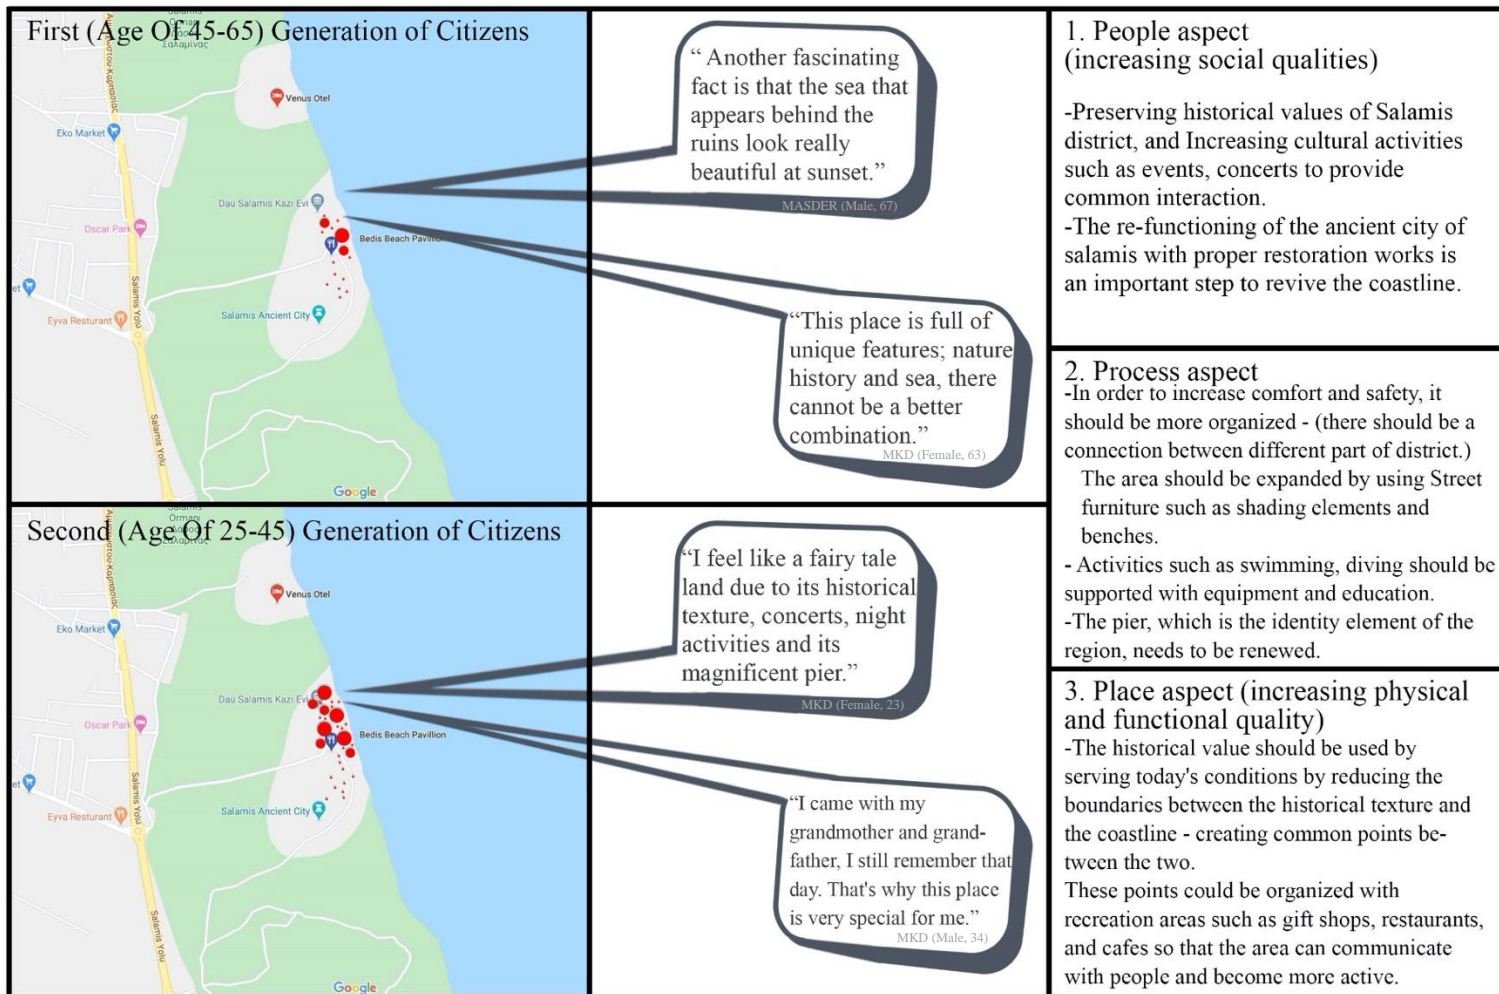 First (Age Of 45-65) Generation of Citizens
Σαλαμίνας
Αμμοχώστου-Καρπασίας
Venus Otel
Eko Market
Daü Salamis Kazı Evi
Oscar Park
Bedis Beach Pavillion
et
Salamis Yolu
Eyva Resturant
Salamis Ancient City
Salamis Yolu
Google
“ Another fascinating
fact is that the sea that
appears behind the
ruins look really
beautiful at sunset.”
MASDER (Male, 67)
“This place is full of
unique features; nature
history and sea, there
cannot be a better
combination.”
MKD (Female, 63)
Second (Age Of 25-45) Generation of Citizens
Salamis
Ormanı
Σαλαμίνας
Αμμοχώστου-Καρπασίας
Venus Otel
Eko Market
Daü Salamis Kazı Evi
Oscar Park
Bedis Beach Pavillion
et
Salamis Yolu
Eyva Resturant
Salamis Ancient City
Salamis Yolu
Google
“I feel like a fairy tale
land due to its historical
texture, concerts, night
activities and its
magnificent pier.”
MKD (Female, 23)
“I came with my
grandmother and grand-
father, I still remember that
day. That's why this place
is very special for me.”
MKD (Male, 34)
1. People aspect
(increasing social qualities)
-Preserving historical values of Salamis
district, and Increasing cultural activities
such as events, concerts to provide
common interaction.
-The re-functioning of the ancient city of
salamis with proper restoration works is
an important step to revive the coastline.
2. Process aspect
-In order to increase comfort and safety, it
should be more organized - (there should be a
connection between different part of district.)
The area should be expanded by using Street
furniture such as shading elements and
benches.
- Activities such as swimming, diving should be
supported with equipment and education.
-The pier, which is the identity element of the
region, needs to be renewed.
3. Place aspect (increasing physical
and functional quality)
-The historical value should be used by
serving today's conditions by reducing the
boundaries between the historical texture and
the coastline - creating common points be-
tween the two.
These points could be organized with
recreation areas such as gift shops, restaurants,
and cafes so that the area can communicate
with people and become more active.